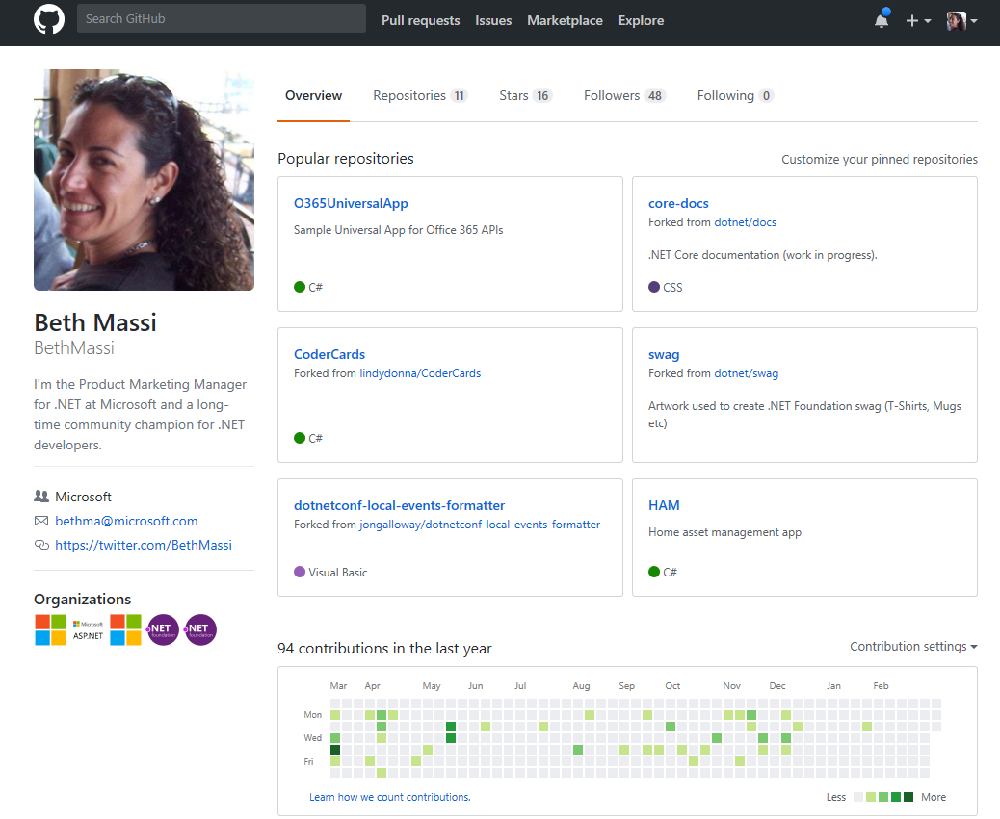 Search GitHub
Pull requests Issues Marketplace Explore
Overview Repositories 11 Stars 16 Followers 48 Following 0
Popular repositories
Customize your pinned repositories
O365UniversalApp
Sample Universal App for Office 365 APIs
C#
core-docs
Forked from dotnet/docs
.NET Core documentation (work in progress).
CSS
CoderCards
Forked from lindydonna/CoderCards
C#
swag
Forked from dotnet/swag
Artwork used to create .NET Foundation swag (T-Shirts, Mugs
etc)
dotnetconf-local-events-formatter
Forked from jongalloway/dotnetconf-local-events-formatter
Visual Basic
HAM
Home asset management app
C#
Beth Massi
BethMassi
I'm the Product Marketing Manager
for .NET at Microsoft and a long-
time community champion for .NET
developers.
Microsoft
bethma@microsoft.com
https://twitter.com/BethMassi
Organizations
Microsoft
ASP.NET
.NET
foundation
.NET
foundation
94 contributions in the last year
Contribution settings
Mar Apr May Jun Jul Aug Sep Oct Nov Dec Jan Feb
Mon
Wed
Fri
Learn how we count contributions.
Less More